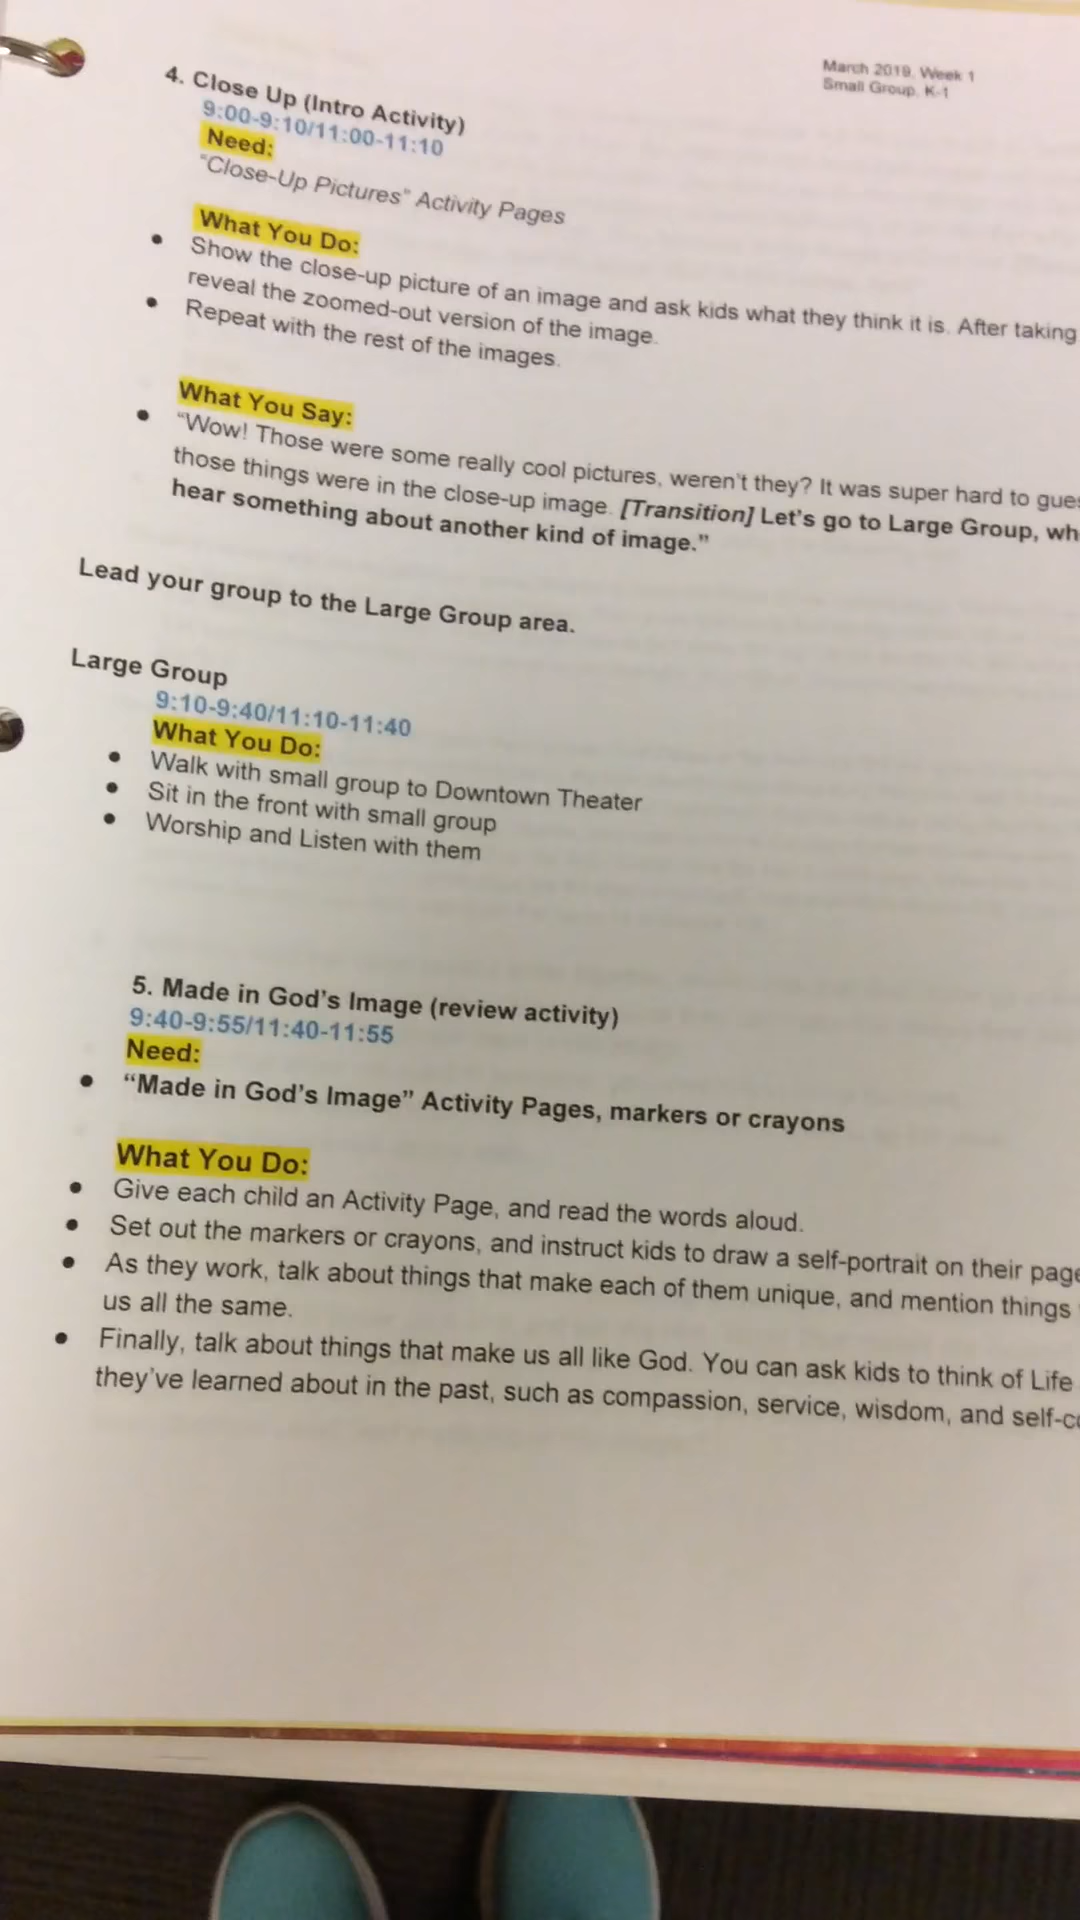 March 2019, Week 1
Small Group, K-1
4. Close Up (Intro Activity)
9:00-9:10/11:00-11:10
Need:
"Close-Up Pictures" Activity Pages
What You Do:
• Show the close-up picture of an image and ask kids what they think it is. After taking
reveal the zoomed-out version of the image.
• Repeat with the rest of the images.
What You Say:
• "Wow! Those were some really cool pictures, weren't they? It was super hard to
those things were in the close-up image. [Transition] Let's go to Large Group,
hear something about another kind of image."
Lead your group to the Large Group area.
Large Group
9:10-9:40/11:10-11:40
What You Do:
• Walk with small group to Downtown Theater
• Sit in the front with small group
• Worship and Listen with them
5. Made in God's Image (review activity)
9:40-9:55/11:40-11:55
Need:
• "Made in God's Image" Activity Pages, markers or crayons
What You Do:
• Give each child an Activity Page, and read the words aloud.
• Set out the markers or crayons, and instruct kids to draw a self-portrait on their page
• As they work, talk about things that make each of them unique, and mention things
us all the same.
• Finally, talk about things that make us all like God. You can ask kids to think of Life
they've learned about in the past, such as compassion, service, wisdom, and